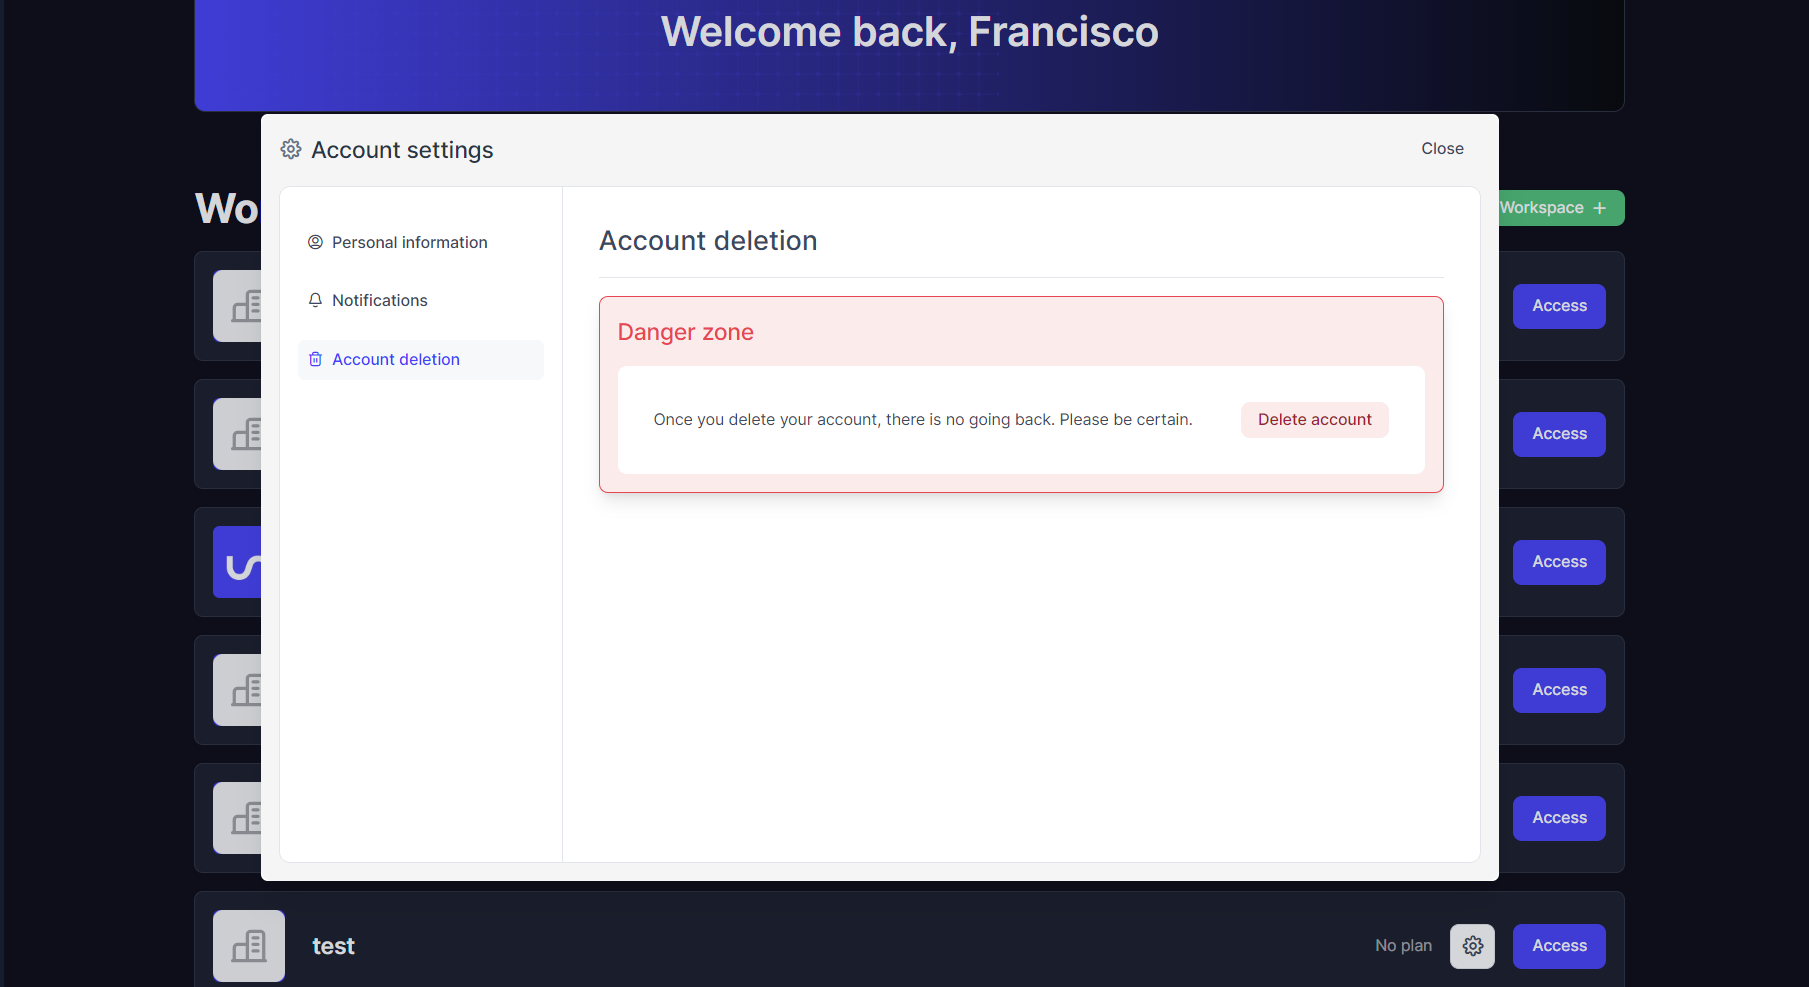 Welcome back, Francisco
Account settings
Close
Wo
Workspace +
Personal information
Notifications
Account deletion
Account deletion
Danger zone
Once you delete your account, there is no going back. Please be certain.
Delete account
Access
Access
Access
Access
Access
test
No plan
Access